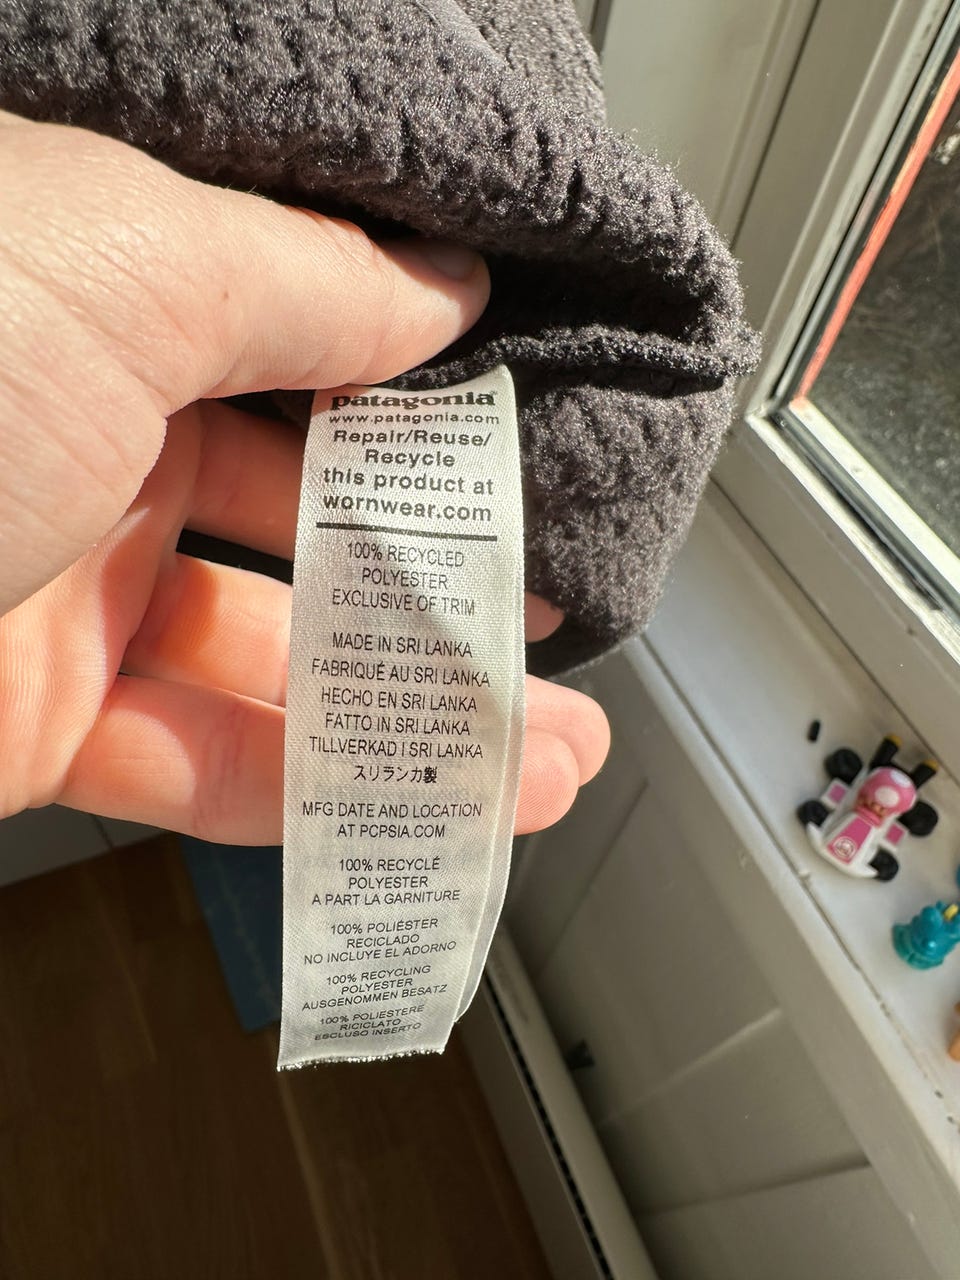 patagonia®
www.patagonia.com
Repair/Reuse/
Recycle
this product at
wornwear.com
100% RECYCLED
POLYESTER
EXCLUSIVE OF TRIM
MADE IN SRI LANKA
FABRIQUÉ AU SRI LANKA
HECHO EN SRI LANKA
FATTO IN SRI LANKA
TILLVERKAD I SRI LANKA
スリランカ製
MFG DATE AND LOCATION
AT PCPSIA.COM
100% RECYCLÉ
POLYESTER
A PART LA GARNITURE
100% POLIÉSTER
RECICLADO
NO INCLUYE EL ADORNO
100% RECYCLING
POLYESTER
AUSGENOMMEN BESATZ
100% POLIESTERE
RICICLATO
ESCLUSO INSERTO